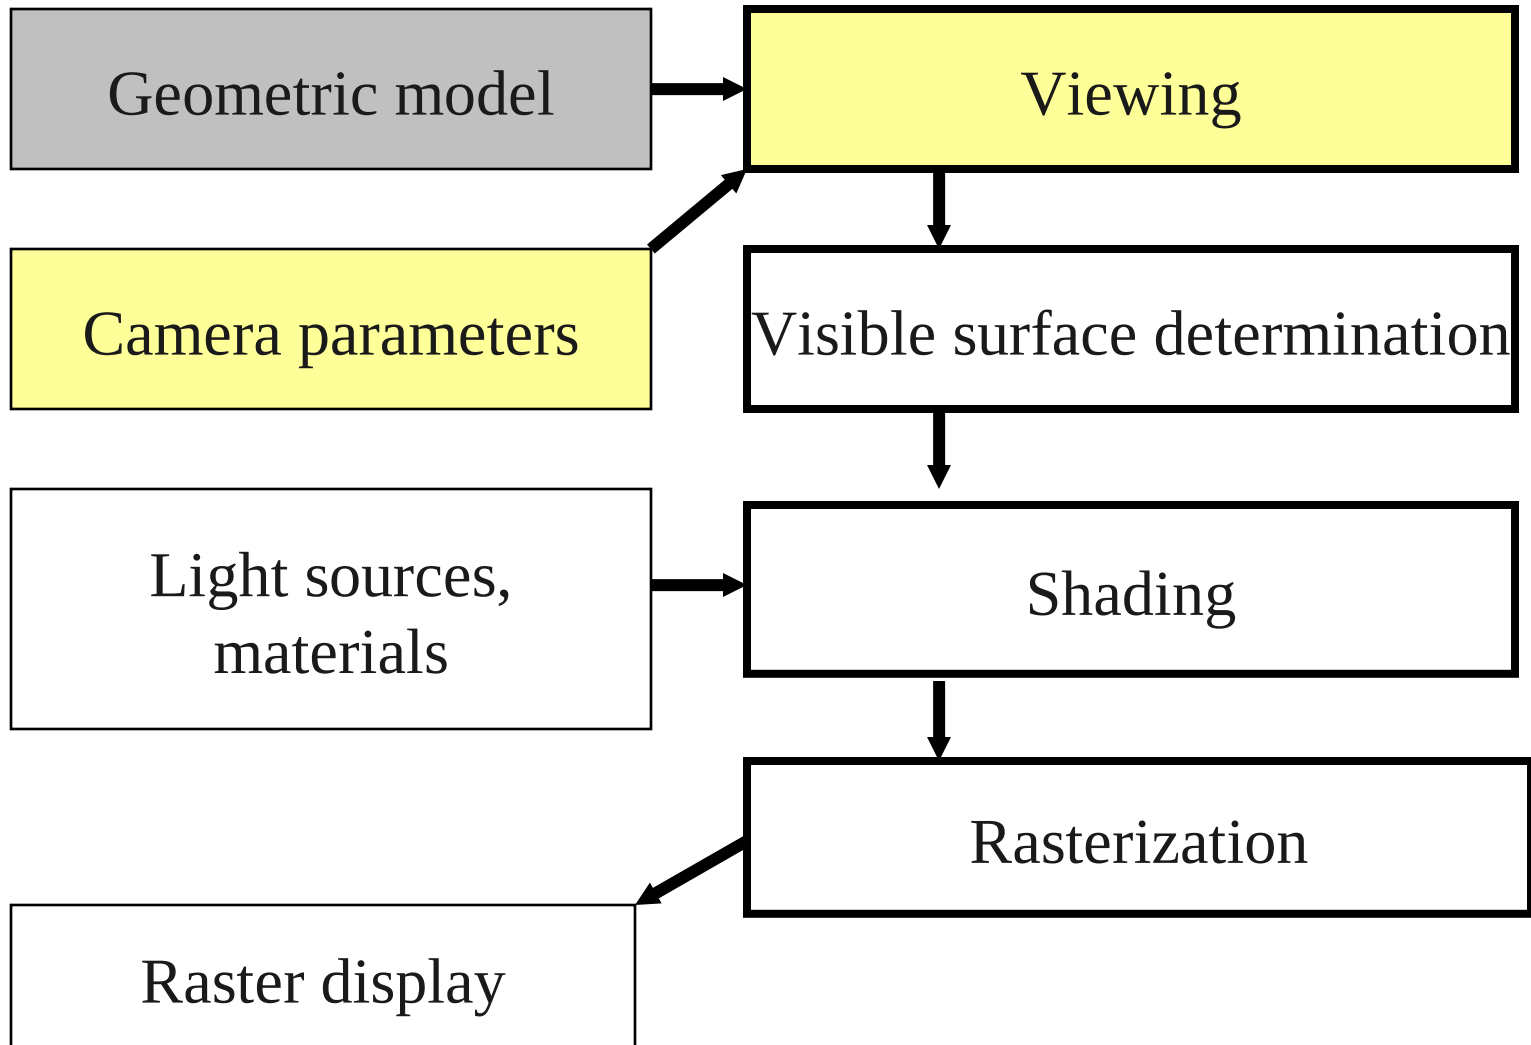 Geometric model
Viewing
Camera parameters
Visible surface determination
Light sources,
materials
Shading
Rasterization
Raster display